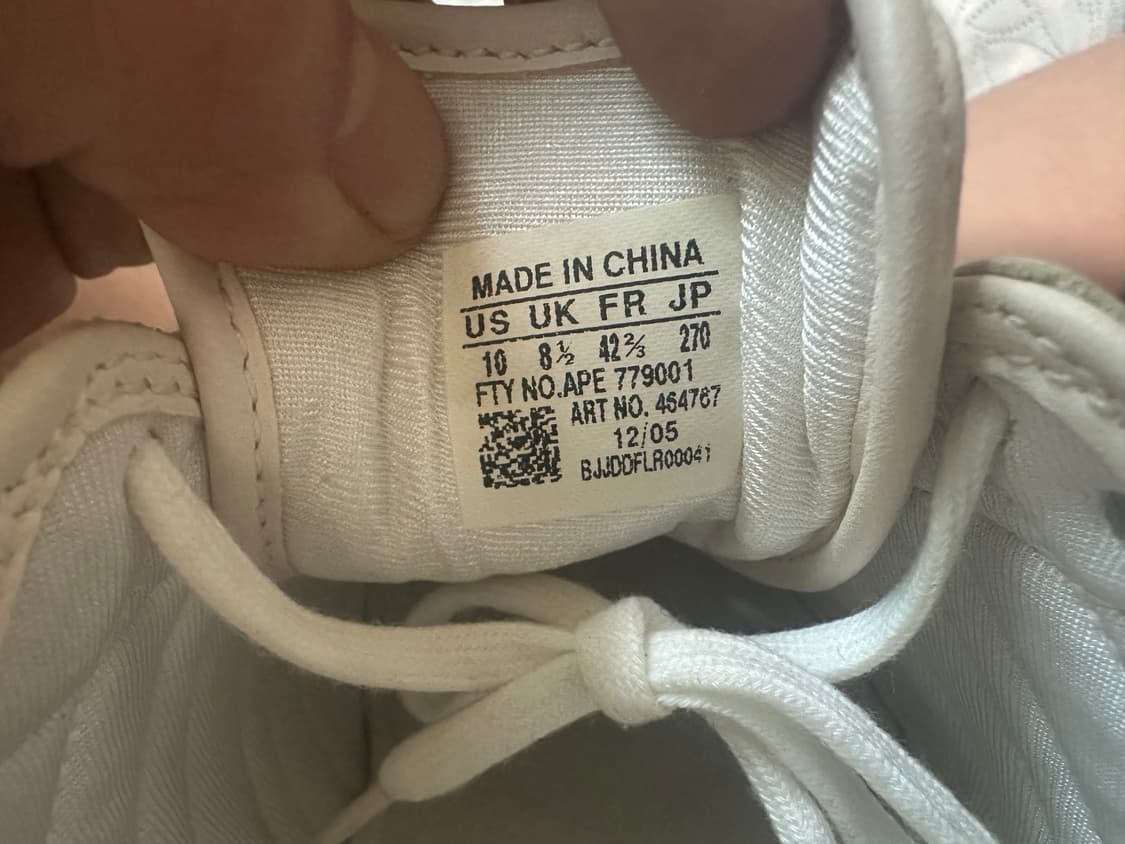 MADE IN CHINA
US UK FR JP
10 8½ 42⅔ 270
FTY NO.APE 779001
ART NO. 464767
12/05
BJJDDFLR00041